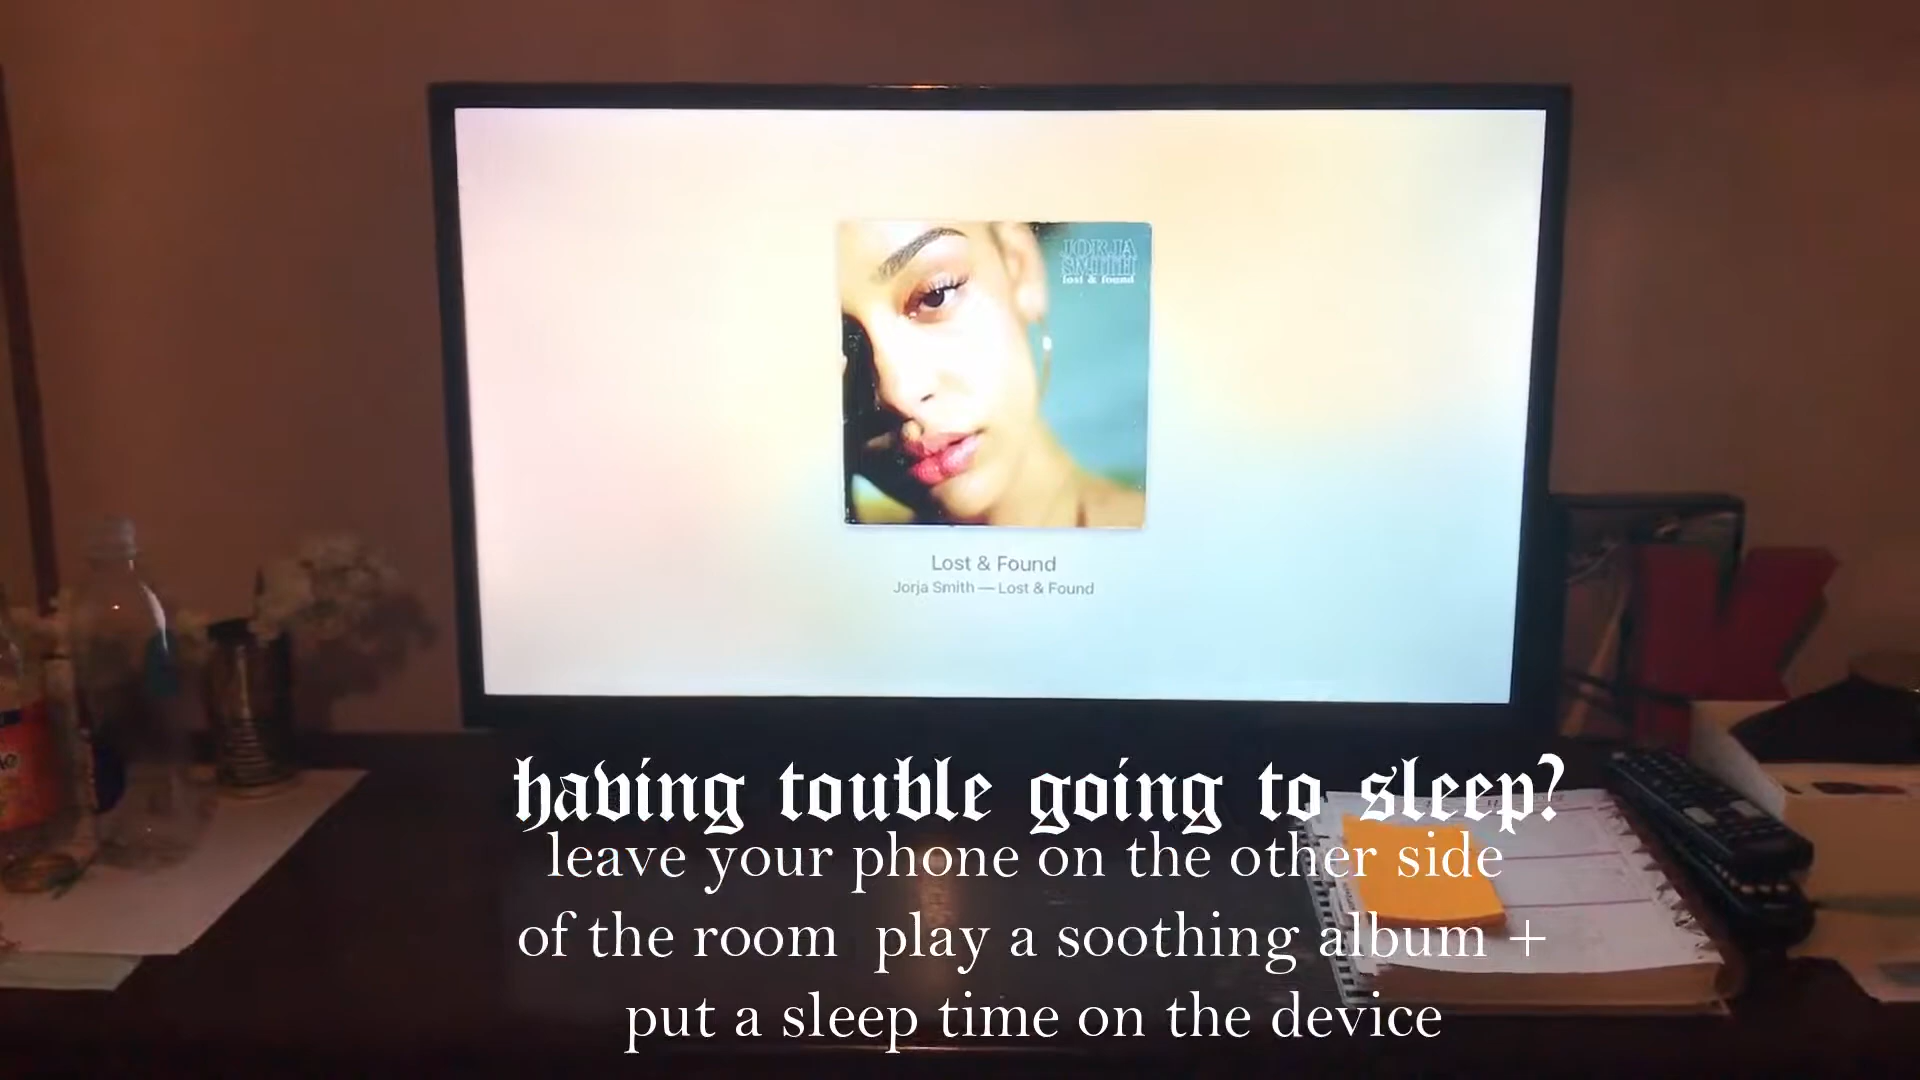 JORJA
SMITH
lost & found
Lost & Found
Jorja Smith — Lost & Found
having touble going to sleep?
leave your phone on the other side
of the room play a soothing album +
put a sleep time on the device